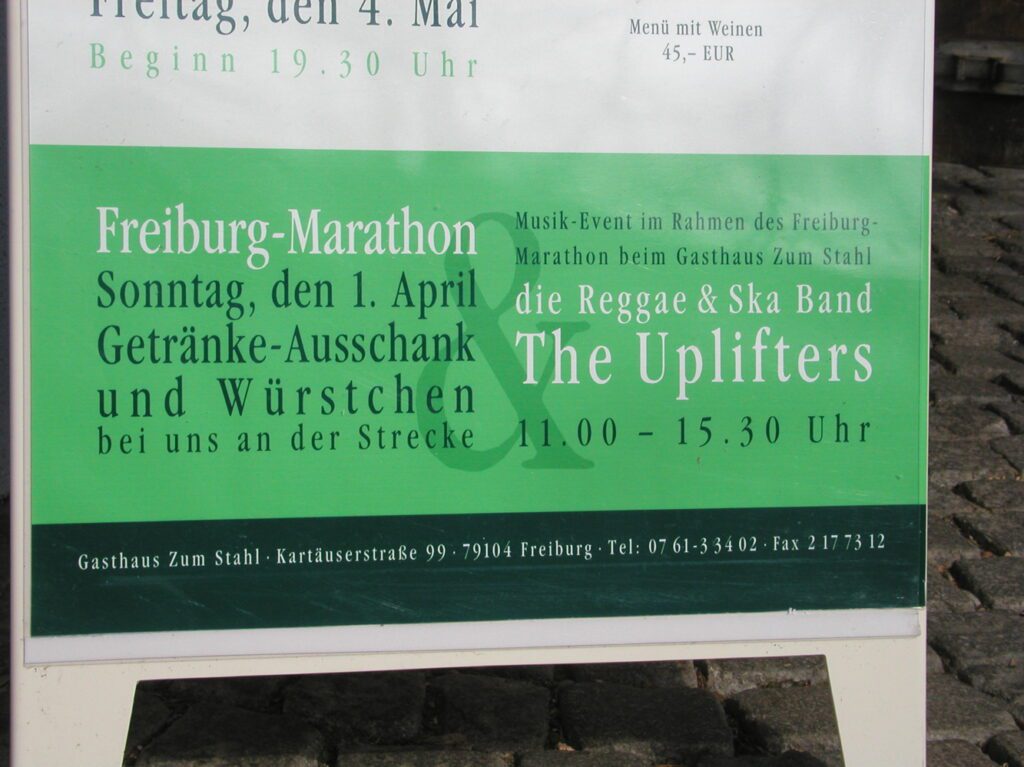 Freitag, den 4. Mai
Beginn 19.30 Uhr
Menü mit Weinen
45,– EUR
Freiburg-Marathon
Sonntag, den 1. April
Getränke-Ausschank
und Würstchen
bei uns an der Strecke
&
Musik-Event im Rahmen des Freiburg-
Marathon beim Gasthaus Zum Stahl
die Reggae & Ska Band
The Uplifters
11.00 – 15.30 Uhr
Gasthaus Zum Stahl · Kartäuserstraße 99 · 79104 Freiburg · Tel: 07 61-3 34 02 · Fax 2 17 73 12